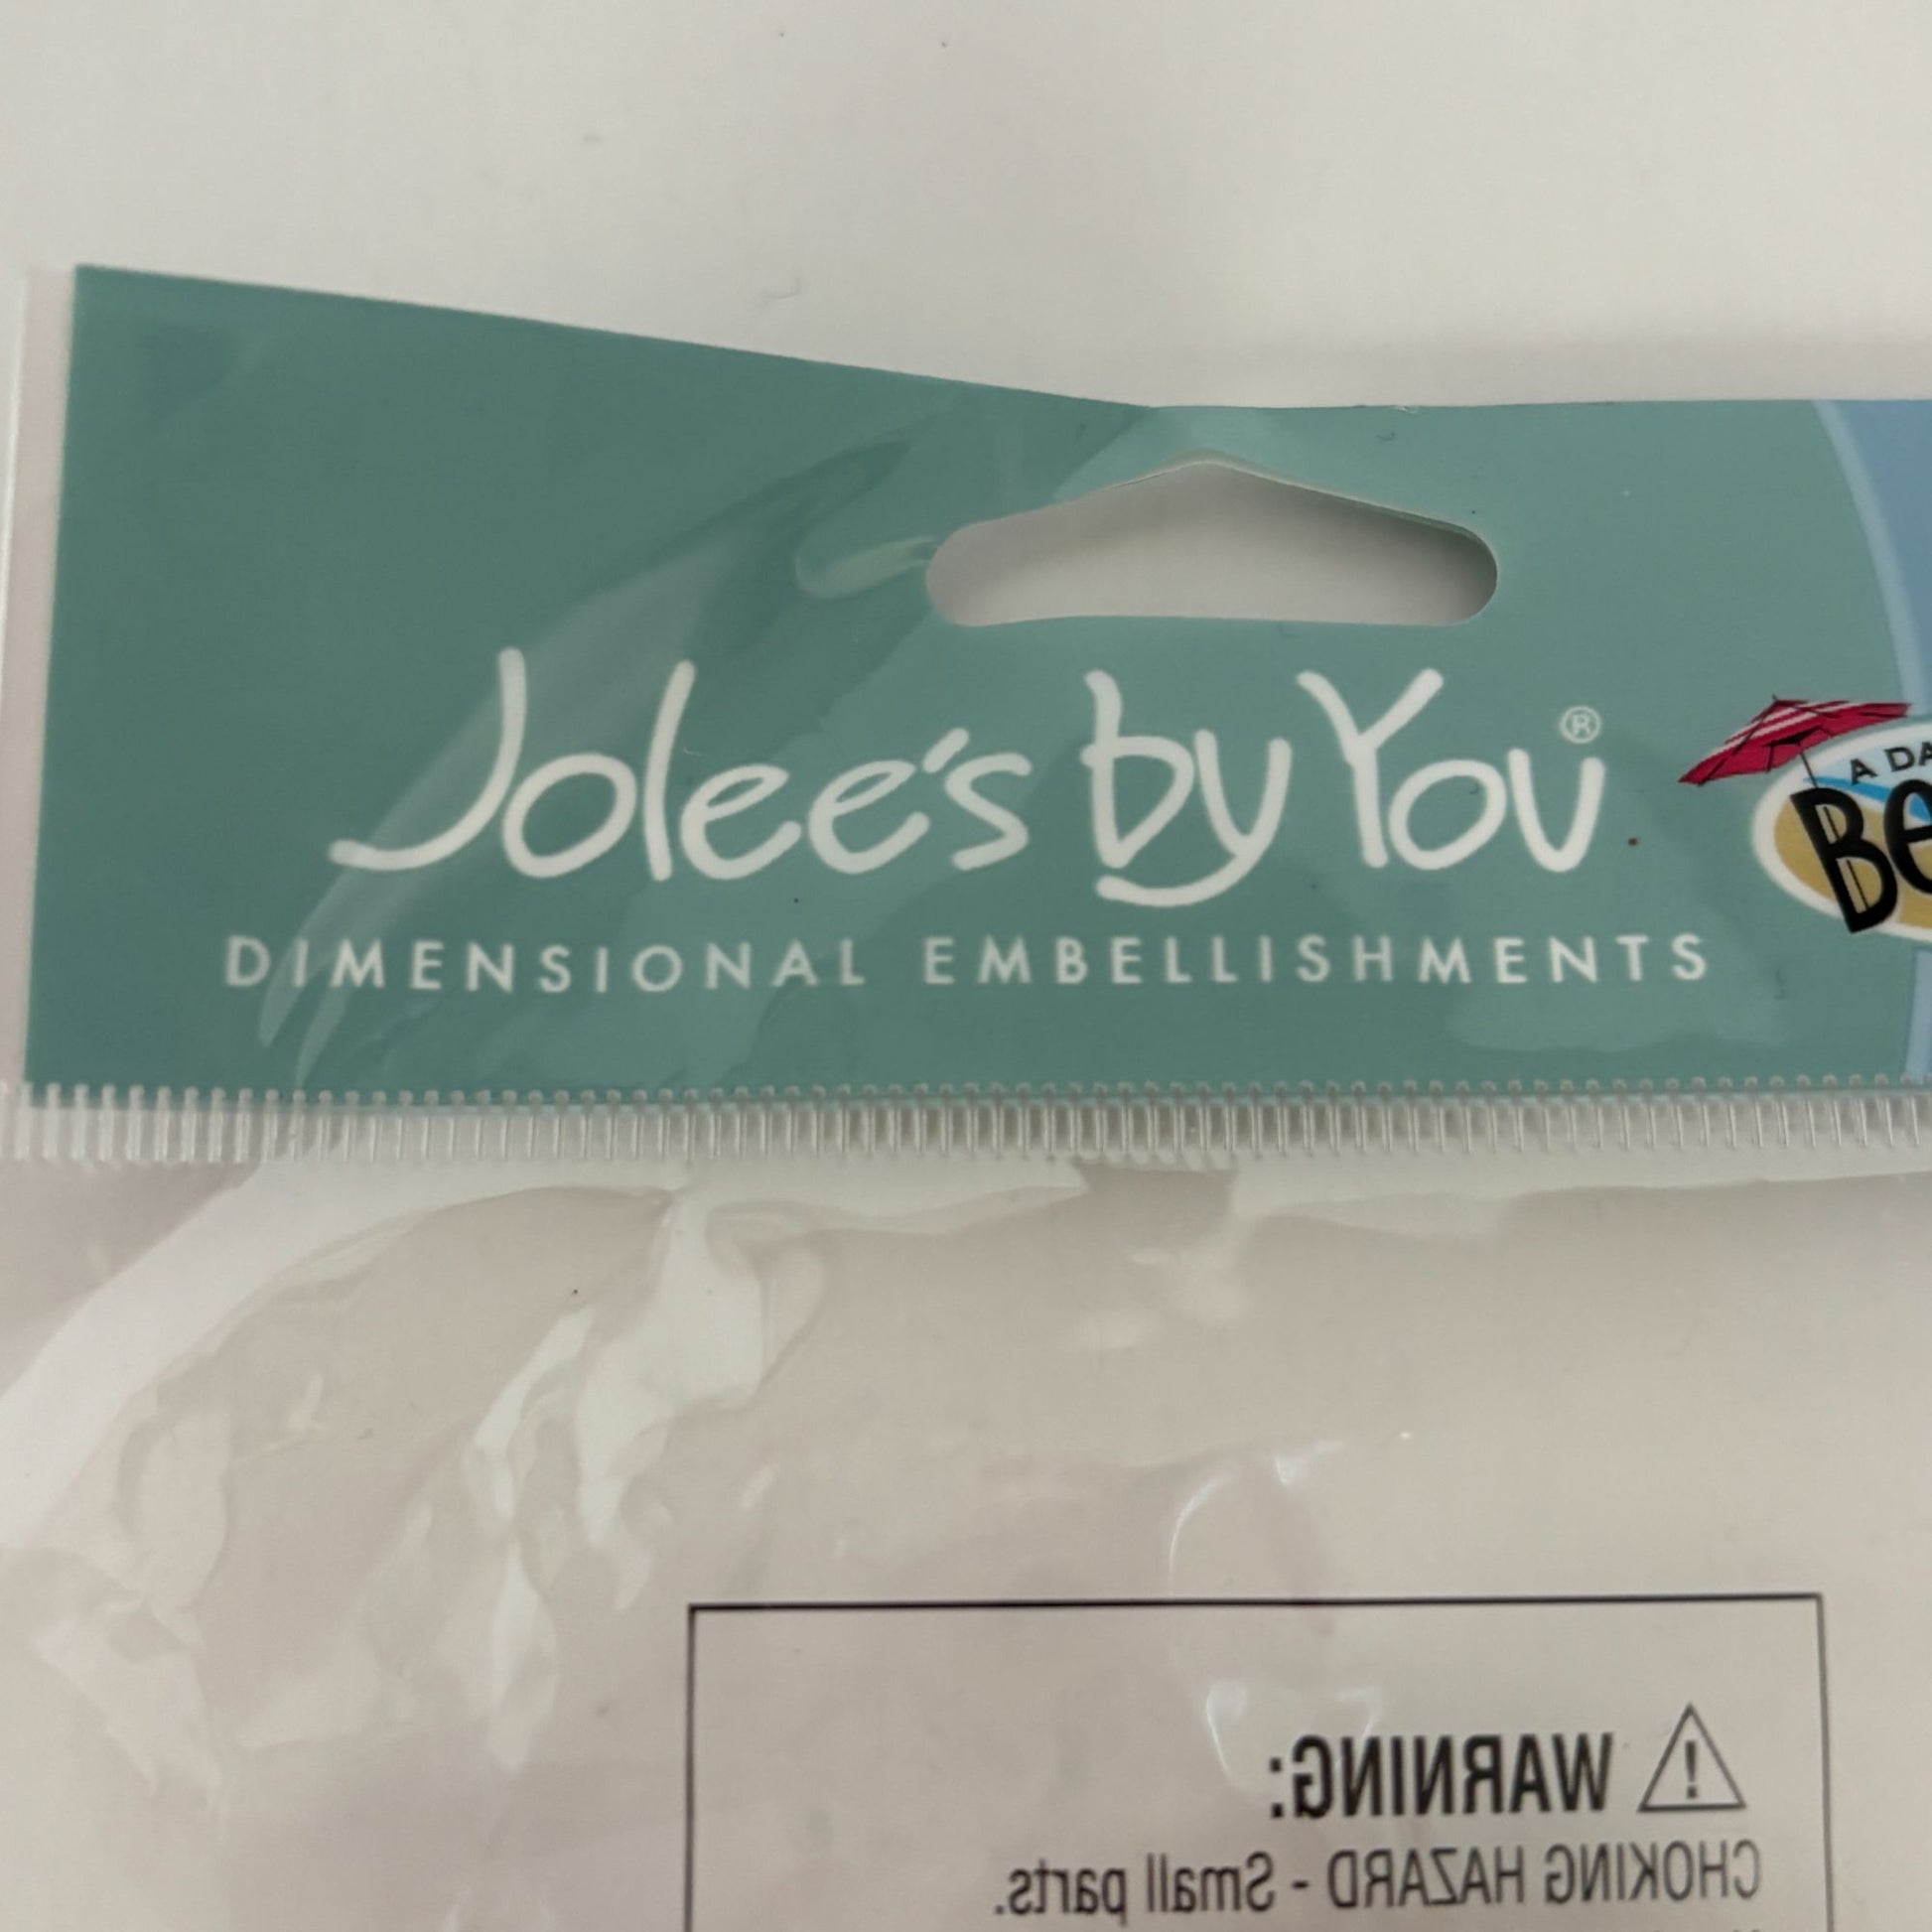 Jolee's by You®
DIMENSIONAL EMBELLISHMENTS
A
⚠ WARNING:
CHOKING HAZARD - Small parts.